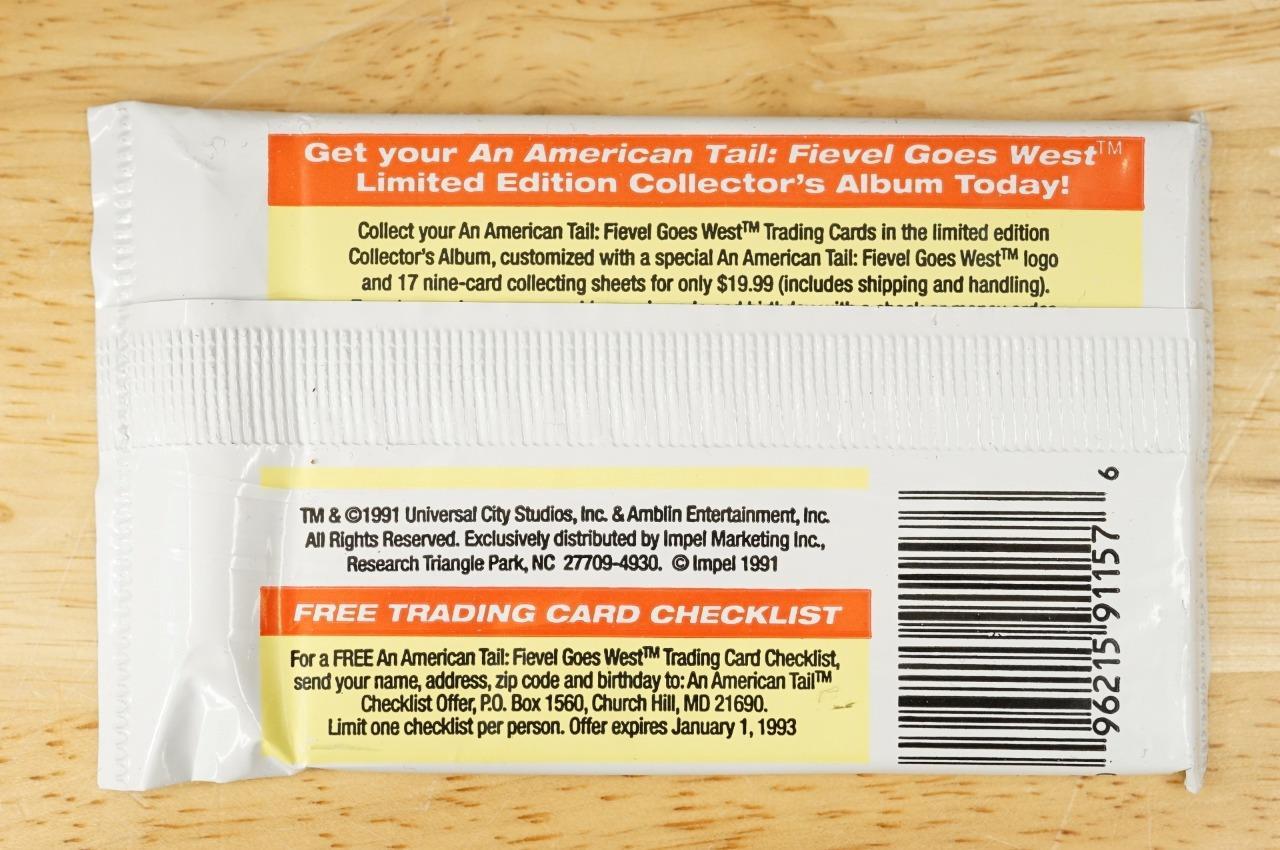 Get your An American Tail: Fievel Goes West™
Limited Edition Collector's Album Today!
Collect your An American Tail: Fievel Goes West™ Trading Cards in the limited edition
Collector's Album, customized with a special An American Tail: Fievel Goes West™ logo
and 17 nine-card collecting sheets for only $19.99 (includes shipping and handling).
TM & ©1991 Universal City Studios, Inc. & Amblin Entertainment, Inc.
All Rights Reserved. Exclusively distributed by Impel Marketing Inc.,
Research Triangle Park, NC 27709-4930. © Impel 1991
FREE TRADING CARD CHECKLIST
For a FREE An American Tail: Fievel Goes West™ Trading Card Checklist,
send your name, address, zip code and birthday to: An American Tail™
Checklist Offer, P.O. Box 1560, Church Hill, MD 21690.
Limit one checklist per person. Offer expires January 1, 1993
96215 91157 6